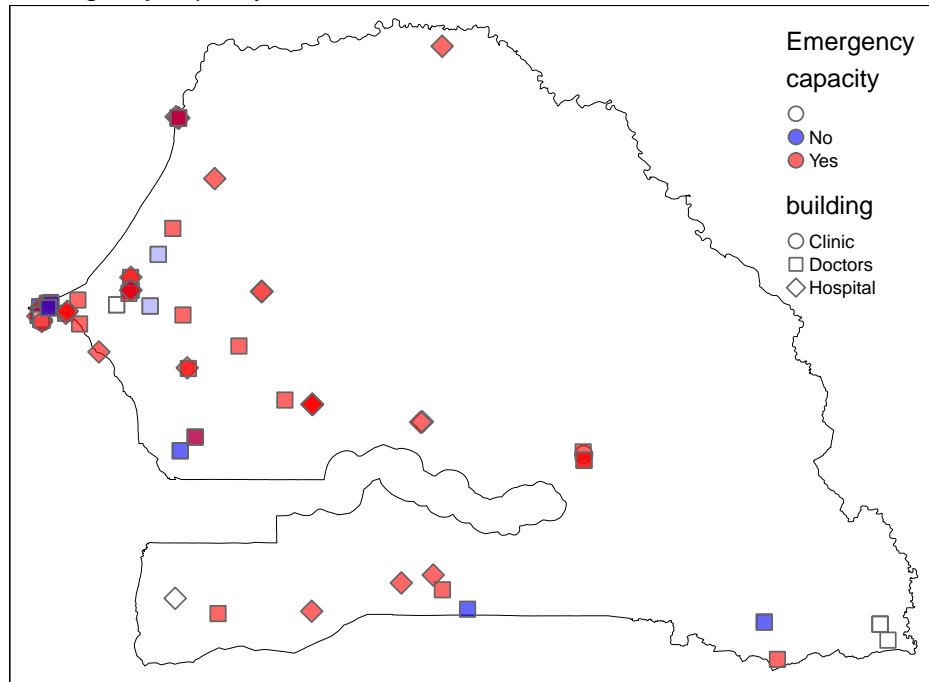 Emergency
capacity
No
Yes
building
Clinic
Doctors
Hospital